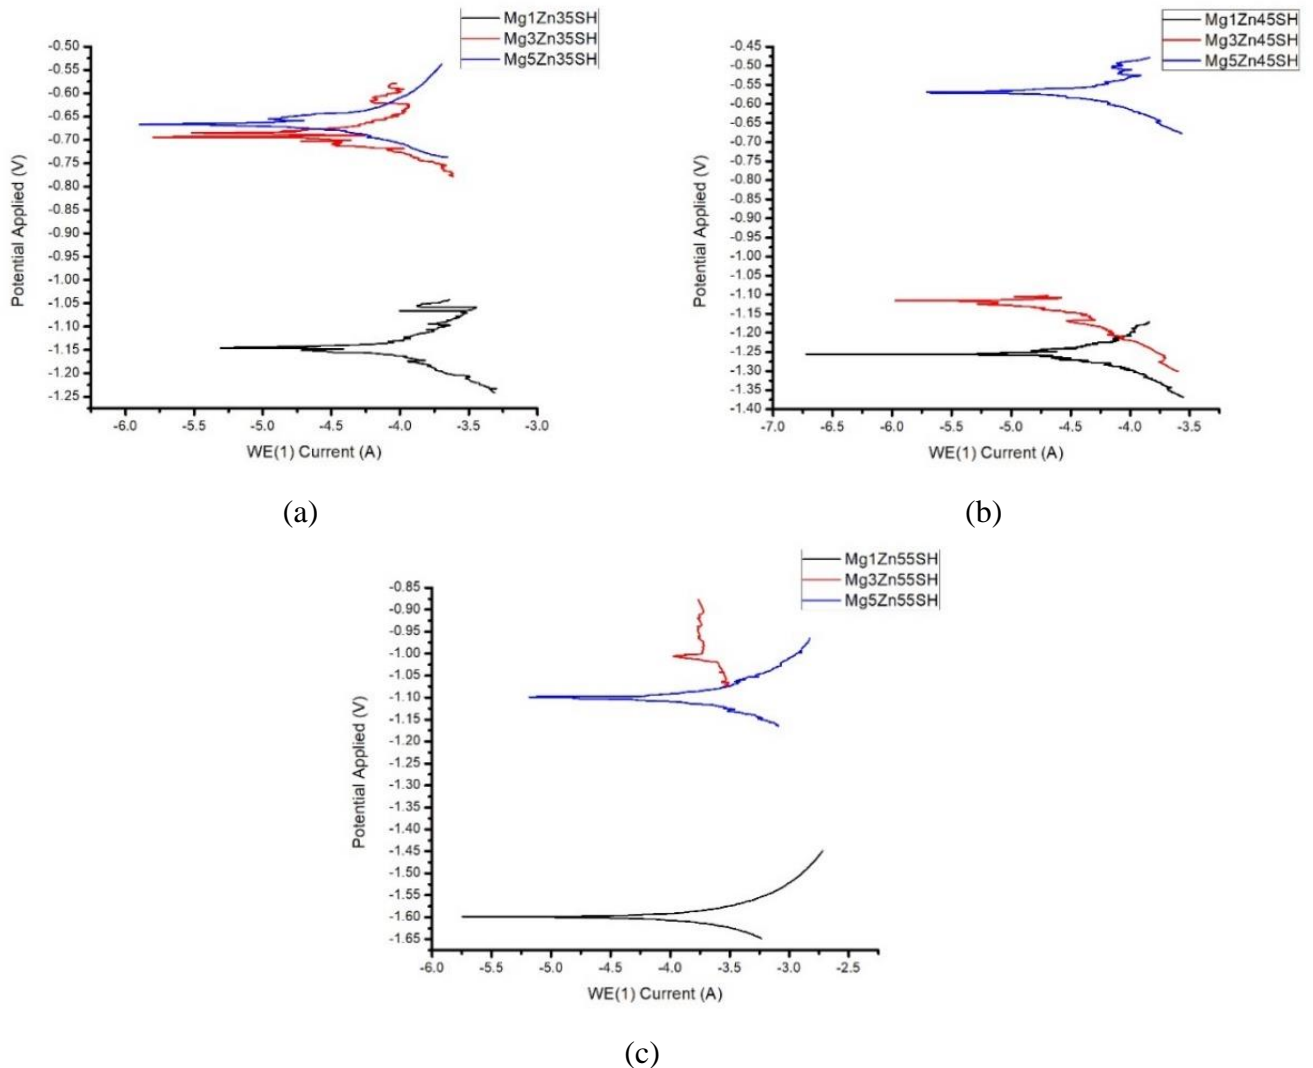 Mg1Zn35SH
Mg3Zn35SH
Mg5Zn35SH
-0.50
-0.55
-0.60
-0.65
-0.70
-0.75
-0.80
-0.85
-0.90
-0.95
-1.00
-1.05
-1.10
-1.15
-1.20
-1.25
Potential Applied (V)
-6.0 -5.5 -5.0 -4.5 -4.0 -3.5 -3.0
WE(1) Current (A)
(a)
Mg1Zn45SH
Mg3Zn45SH
Mg5Zn45SH
-0.45
-0.50
-0.55
-0.60
-0.65
-0.70
-0.75
-0.80
-0.85
-0.90
-0.95
-1.00
-1.05
-1.10
-1.15
-1.20
-1.25
-1.30
-1.35
-1.40
Potential Applied (V)
-7.0 -6.5 -6.0 -5.5 -5.0 -4.5 -4.0 -3.5
WE(1) Current (A)
(b)
Mg1Zn55SH
Mg3Zn55SH
Mg5Zn55SH
-0.85
-0.90
-0.95
-1.00
-1.05
-1.10
-1.15
-1.20
-1.25
-1.30
-1.35
-1.40
-1.45
-1.50
-1.55
-1.60
-1.65
Potential Applied (V)
-6.0 -5.5 -5.0 -4.5 -4.0 -3.5 -3.0 -2.5
WE(1) Current (A)
(c)